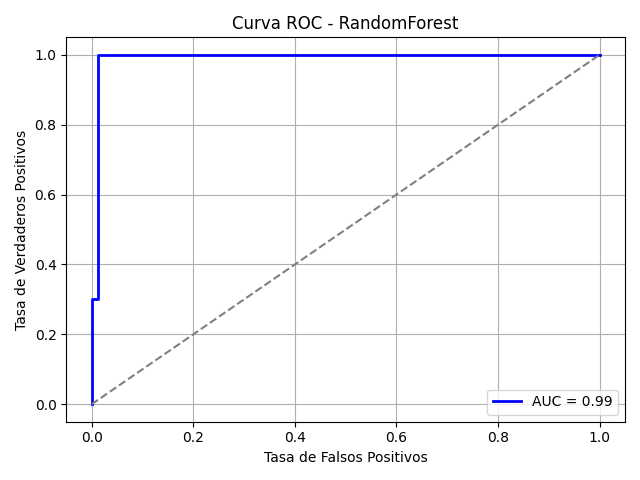 Curva ROC - RandomForest
Tasa de Verdaderos Positivos
1.0
0.8
0.6
0.4
0.2
0.0
AUC = 0.99
0.0 0.2 0.4 0.6 0.8 1.0
Tasa de Falsos Positivos